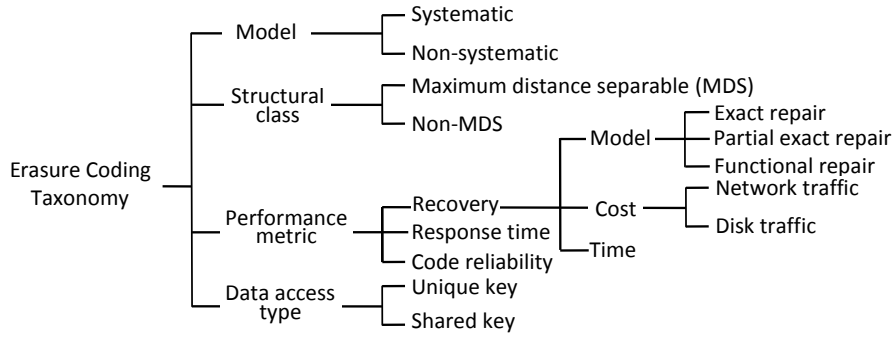 Erasure Coding
Taxonomy
Model
Systematic
Non-systematic
Structural
class
Maximum distance separable (MDS)
Non-MDS
Performance
metric
Recovery
Response time
Code reliability
Model
Exact repair
Partial exact repair
Functional repair
Cost
Network traffic
Disk traffic
Time
Data access
type
Unique key
Shared key